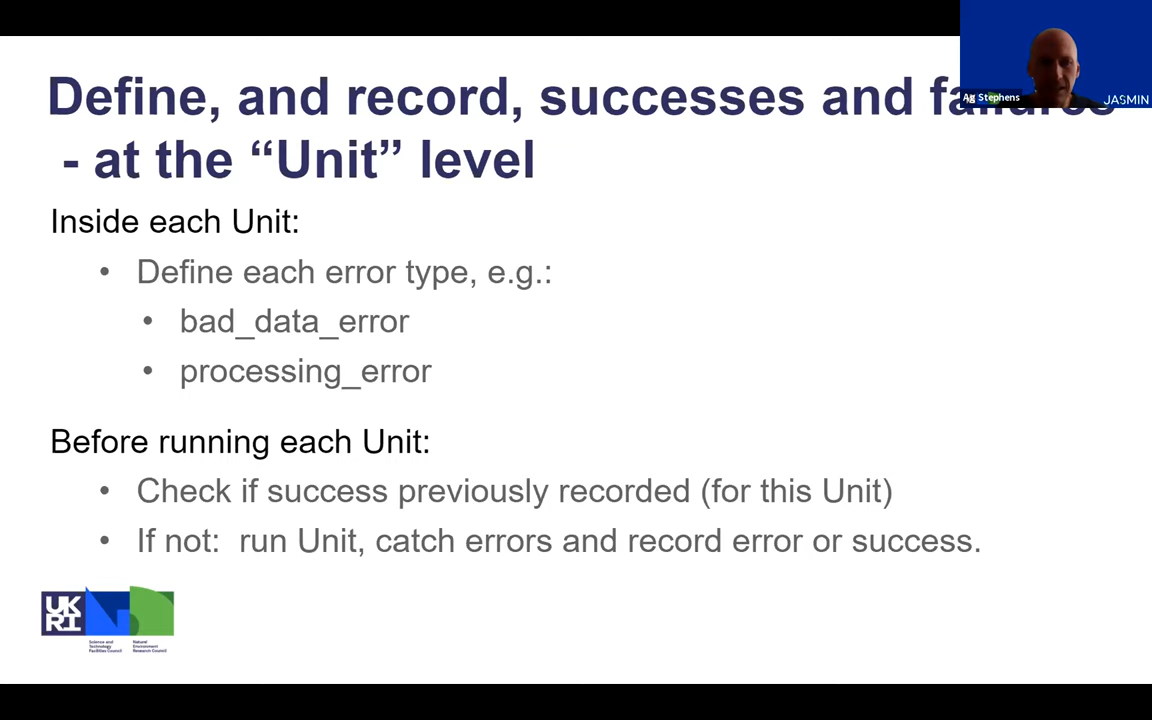 Define, and record, successes and failures
- at the “Unit” level
Ag Stephens
JASMIN
Inside each Unit:
• Define each error type, e.g.:
• bad_data_error
• processing_error
Before running each Unit:
• Check if success previously recorded (for this Unit)
• If not: run Unit, catch errors and record error or success.
UK
RI
Science and
Technology
Facilities Council
Natural
Environment
Research Council